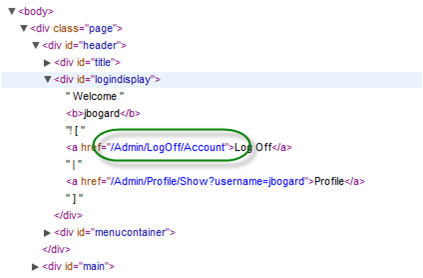 ▼<body>
▼<div class="page">
▼<div id="header">
▶<div id="title">
▼<div id="logindisplay">
" Welcome "
<b>jbogard</b>
"! [ "
<a href="/Admin/LogOff/Account">Log Off</a>
" | "
<a href="/Admin/Profile/Show?username=jbogard">Profile</a>
" ] "
</div>
▶<div id="menucontainer">
</div>
▶<div id="main">